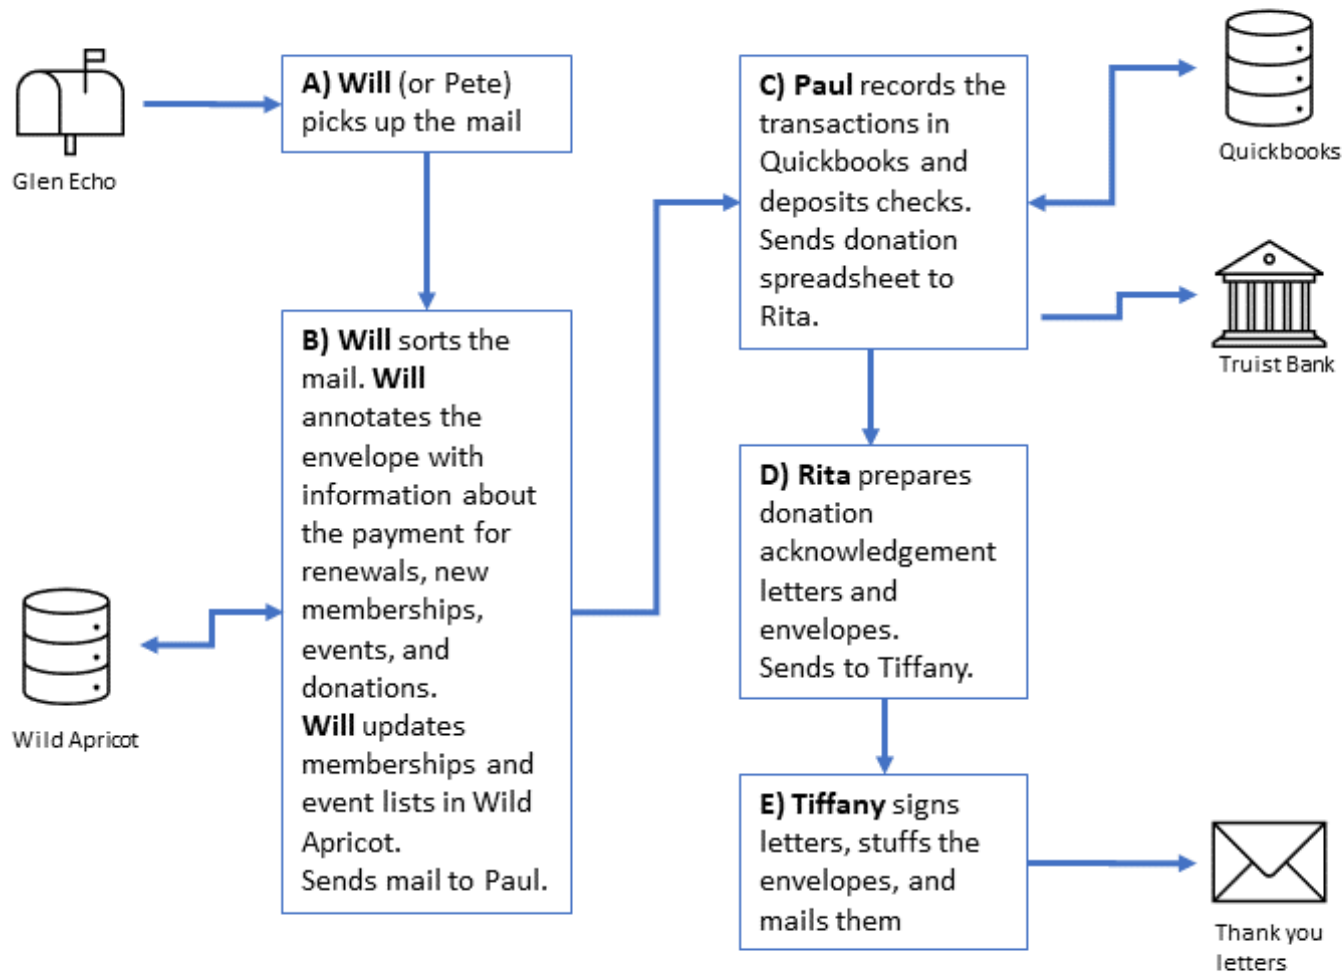 Glen Echo
A) Will (or Pete)
picks up the mail
B) Will sorts the
mail. Will
annotates the
envelope with
information about
the payment for
renewals, new
memberships,
events, and
donations.
Will updates
memberships and
event lists in Wild
Apricot.
Sends mail to Paul.
Wild Apricot
C) Paul records the
transactions in
Quickbooks and
deposits checks.
Sends donation
spreadsheet to
Rita.
Quickbooks
Truist Bank
D) Rita prepares
donation
acknowledgement
letters and
envelopes.
Sends to Tiffany.
E) Tiffany signs
letters, stuffs the
envelopes, and
mails them
Thank you
letters